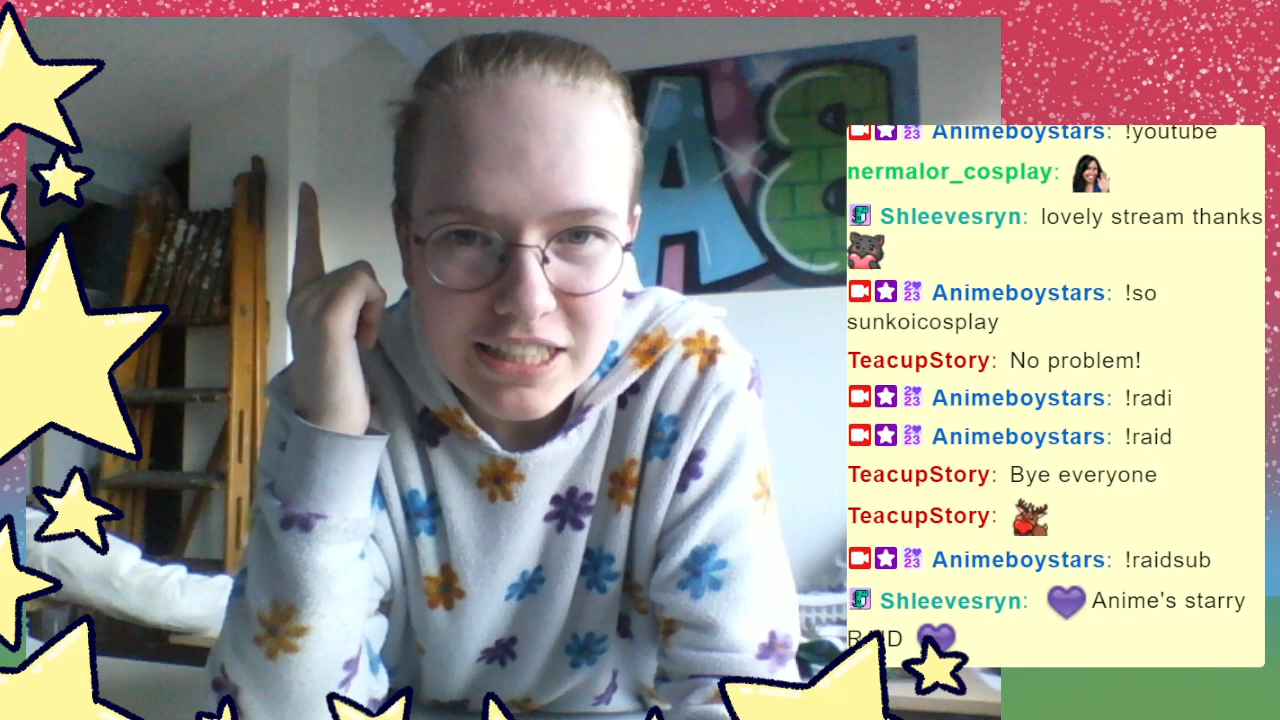 A8
Animeboystars: !youtube
nermalor_cosplay:
Shleevesryn: lovely stream thanks
Animeboystars: !so
sunkoicosplay
TeacupStory: No problem!
Animeboystars: !radi
Animeboystars: !raid
TeacupStory: Bye everyone
TeacupStory:
Animeboystars: !raidsub
Shleevesryn: Anime's starry